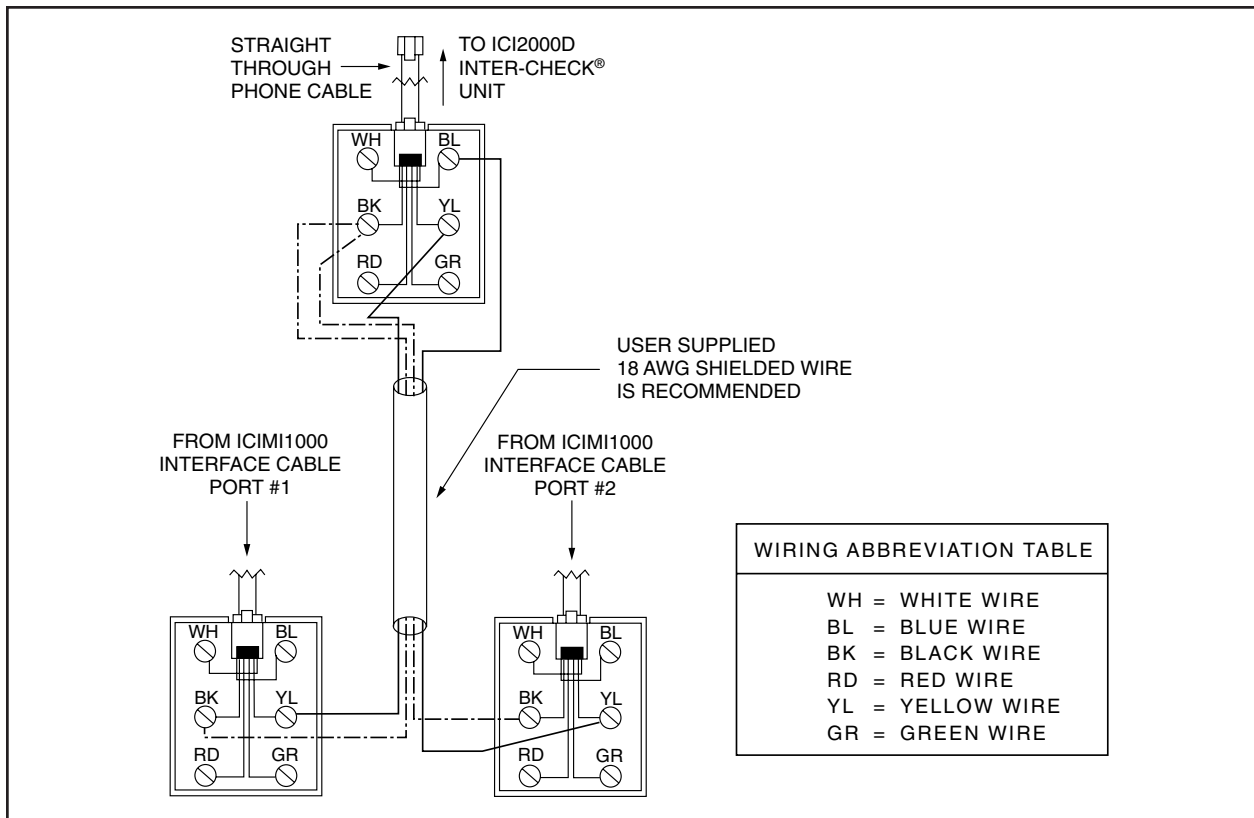 STRAIGHT
THROUGH
PHONE CABLE
TO ICI2000D
INTER-CHECK®
UNIT
WH
BL
BK
YL
RD
GR
USER SUPPLIED
18 AWG SHIELDED WIRE
IS RECOMMENDED
FROM ICIMI1000
INTERFACE CABLE
PORT #1
FROM ICIMI1000
INTERFACE CABLE
PORT #2
WH
BL
BK
YL
RD
GR
WH
BL
BK
YL
RD
GR
WIRING ABBREVIATION TABLE
WH = WHITE WIRE
BL = BLUE WIRE
BK = BLACK WIRE
RD = RED WIRE
YL = YELLOW WIRE
GR = GREEN WIRE